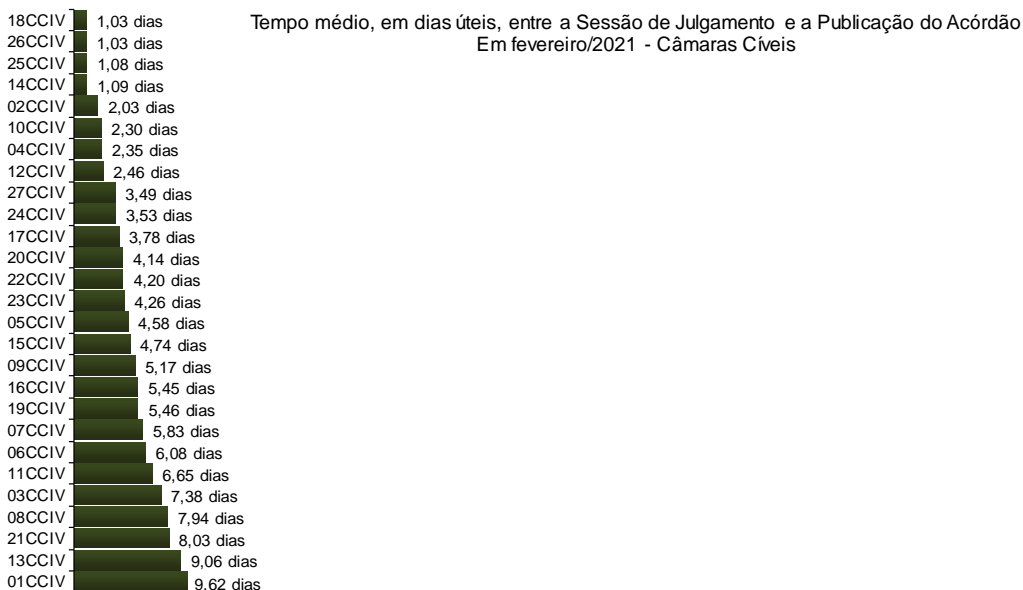 Tempo médio, em dias úteis, entre a Sessão de Julgamento e a Publicação do Acórdão
Em fevereiro/2021 - Câmaras Cíveis
18CCIV 1,03 dias
26CCIV 1,03 dias
25CCIV 1,08 dias
14CCIV 1,09 dias
02CCIV 2,03 dias
10CCIV 2,30 dias
04CCIV 2,35 dias
12CCIV 2,46 dias
27CCIV 3,49 dias
24CCIV 3,53 dias
17CCIV 3,78 dias
20CCIV 4,14 dias
22CCIV 4,20 dias
23CCIV 4,26 dias
05CCIV 4,58 dias
15CCIV 4,74 dias
09CCIV 5,17 dias
16CCIV 5,45 dias
19CCIV 5,46 dias
07CCIV 5,83 dias
06CCIV 6,08 dias
11CCIV 6,65 dias
03CCIV 7,38 dias
08CCIV 7,94 dias
21CCIV 8,03 dias
13CCIV 9,06 dias
01CCIV 9,62 dias